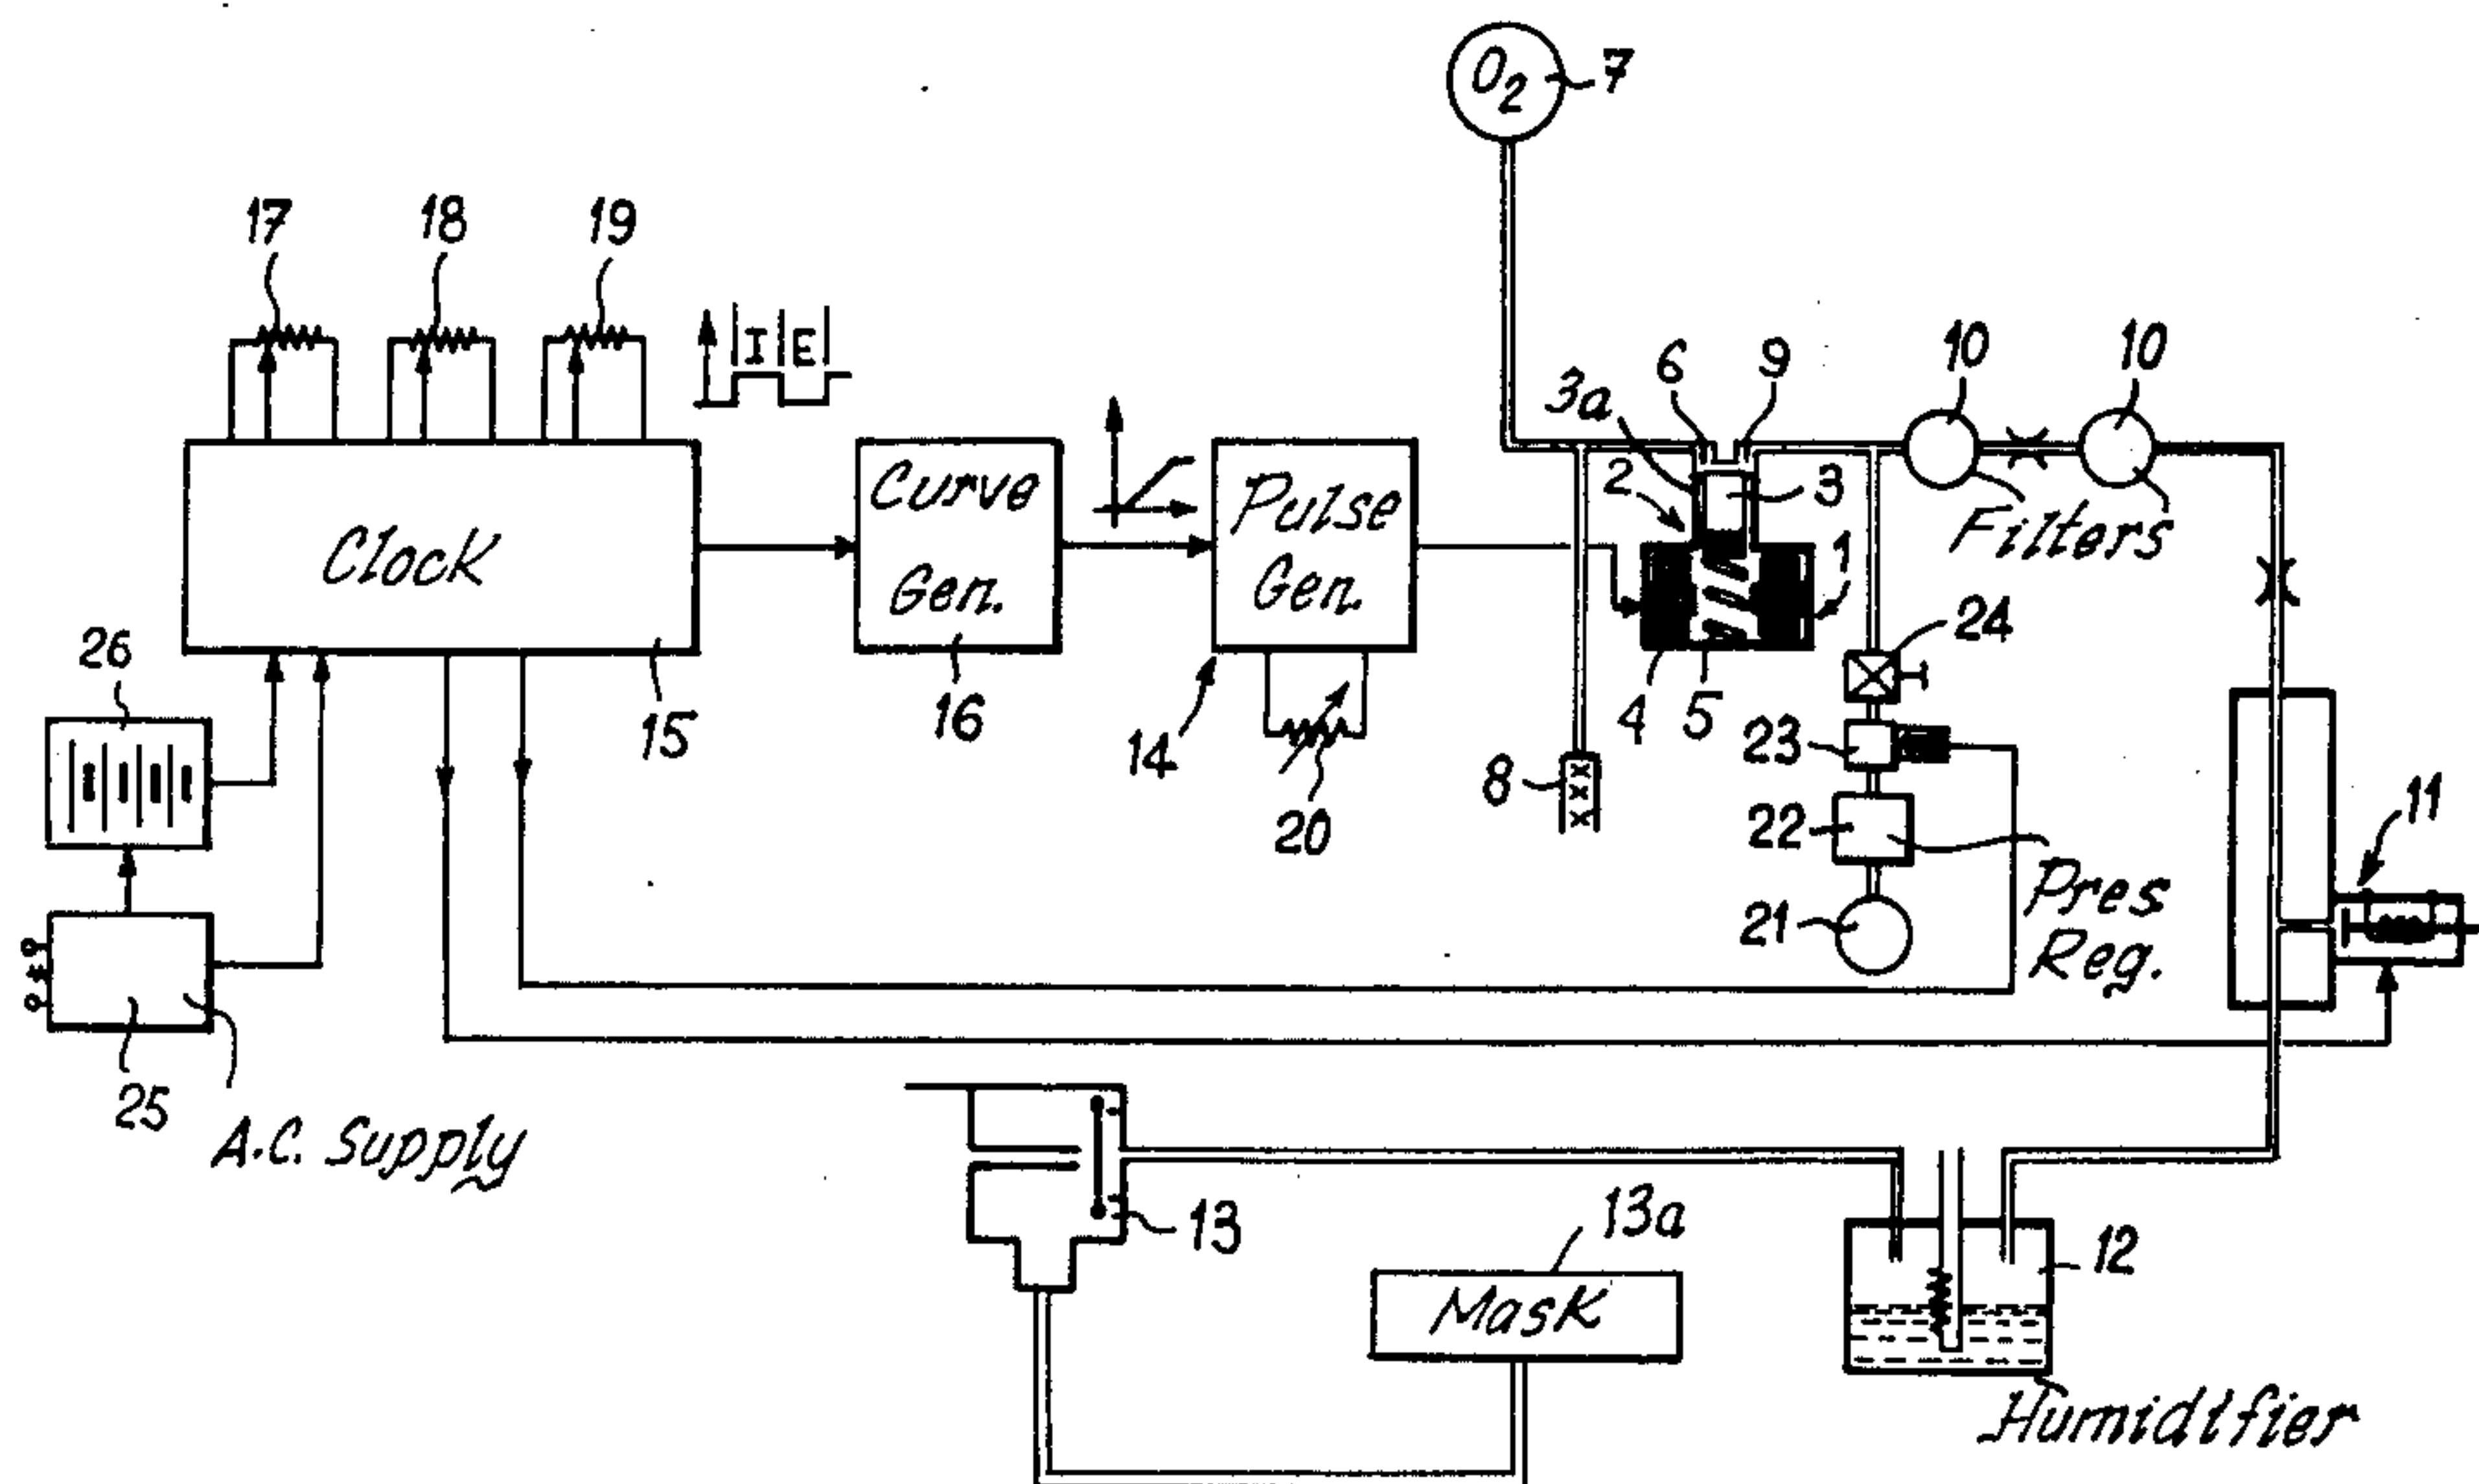 O2
7
17
18
19
I E
6
9
10
10
3a
2
3
Clock
Curve
Gen.
Pulse
Gen.
1
Filters
24
26
15
16
14
4
5
23
8
20
22
11
21
Pres
Reg.
25
A.C. Supply
13
13a
12
Mask
Humidifier